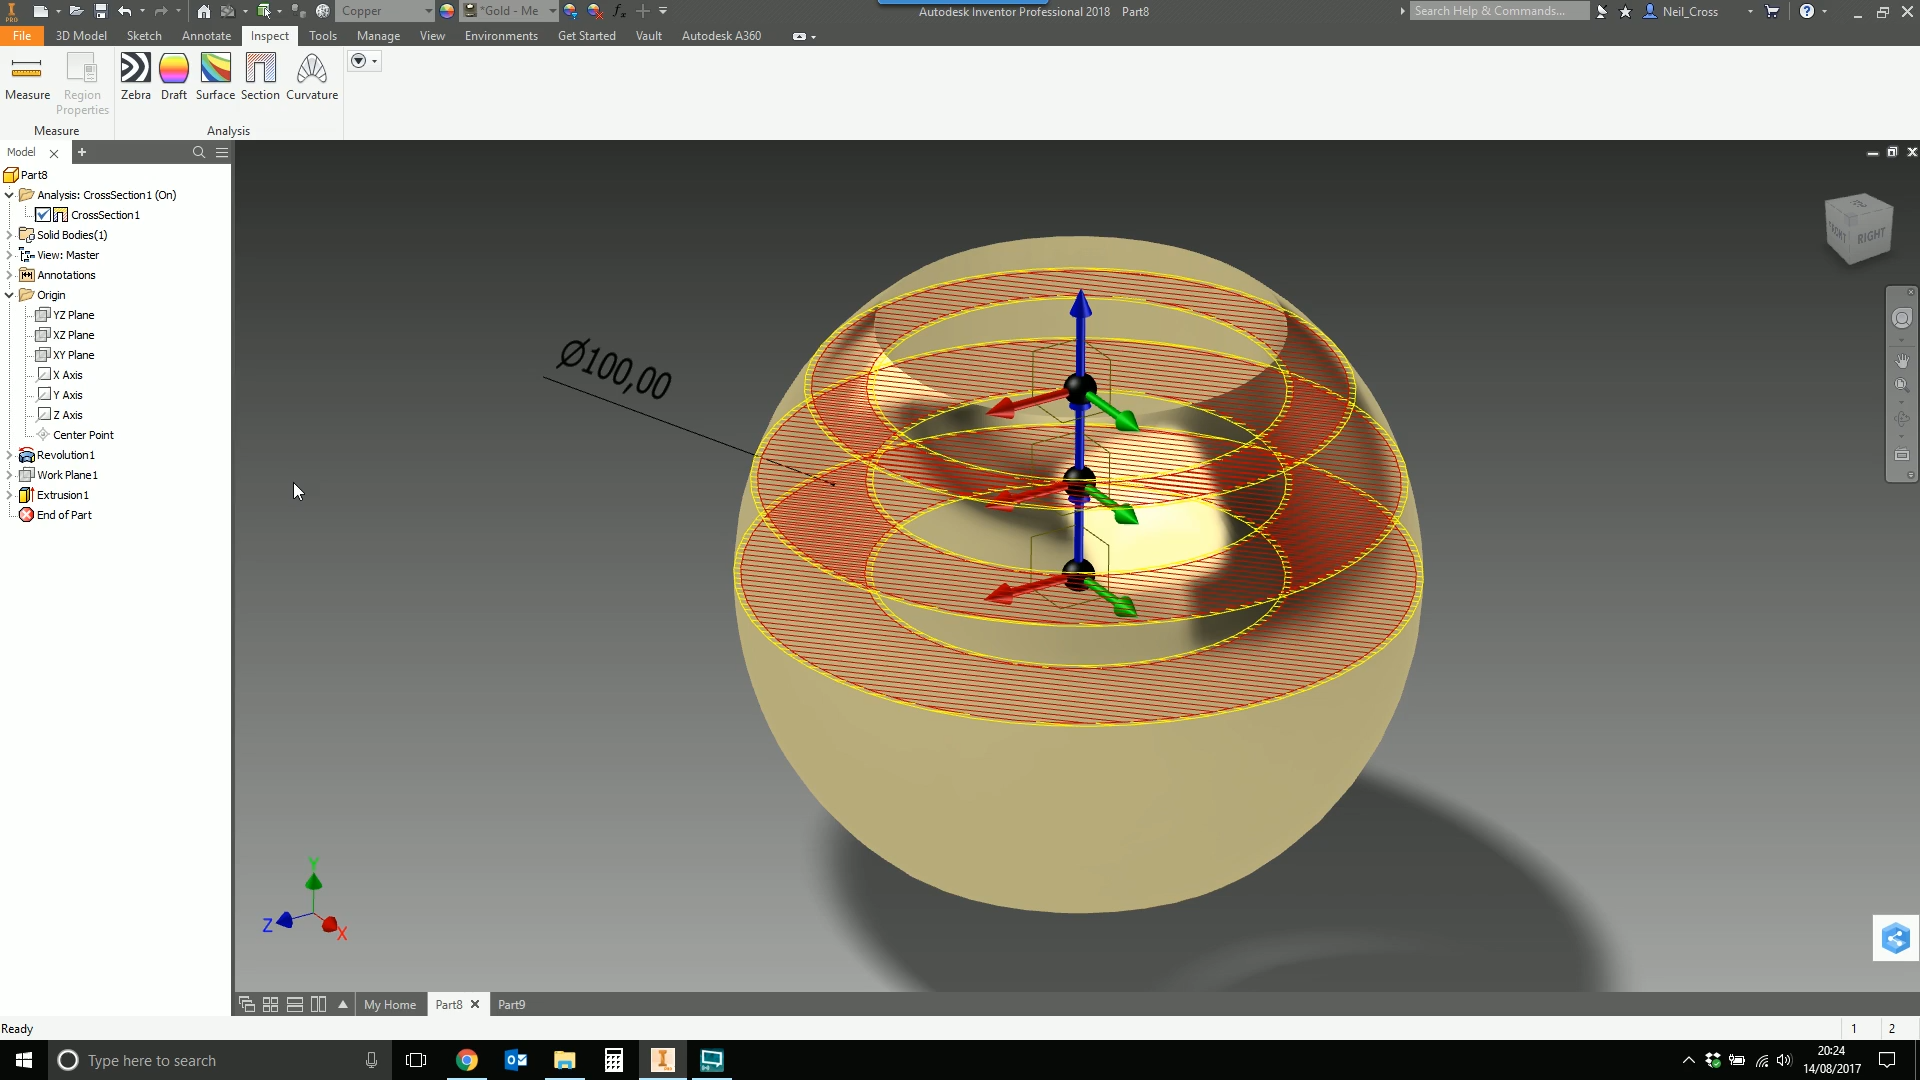 PRO
Copper
"Gold - Me
fx
Autodesk Inventor Professional 2018 Part8
Search Help & Commands...
Neil_Cross
File 3D Model Sketch Annotate Inspect Tools Manage View Environments Get Started Vault Autodesk A360
Measure Region Properties Zebra Draft Surface Section Curvature
Measure Analysis
Model
Part8
Analysis: CrossSection1 (On)
CrossSection1
Solid Bodies(1)
View: Master
Annotations
Origin
YZ Plane
XZ Plane
XY Plane
X Axis
Y Axis
Z Axis
Center Point
Revolution1
Work Plane1
Extrusion1
End of Part
Ø100,00
RIGHT
Y
Z
X
My Home Part8 Part9
Ready
1 2
Type here to search
20:24
14/08/2017